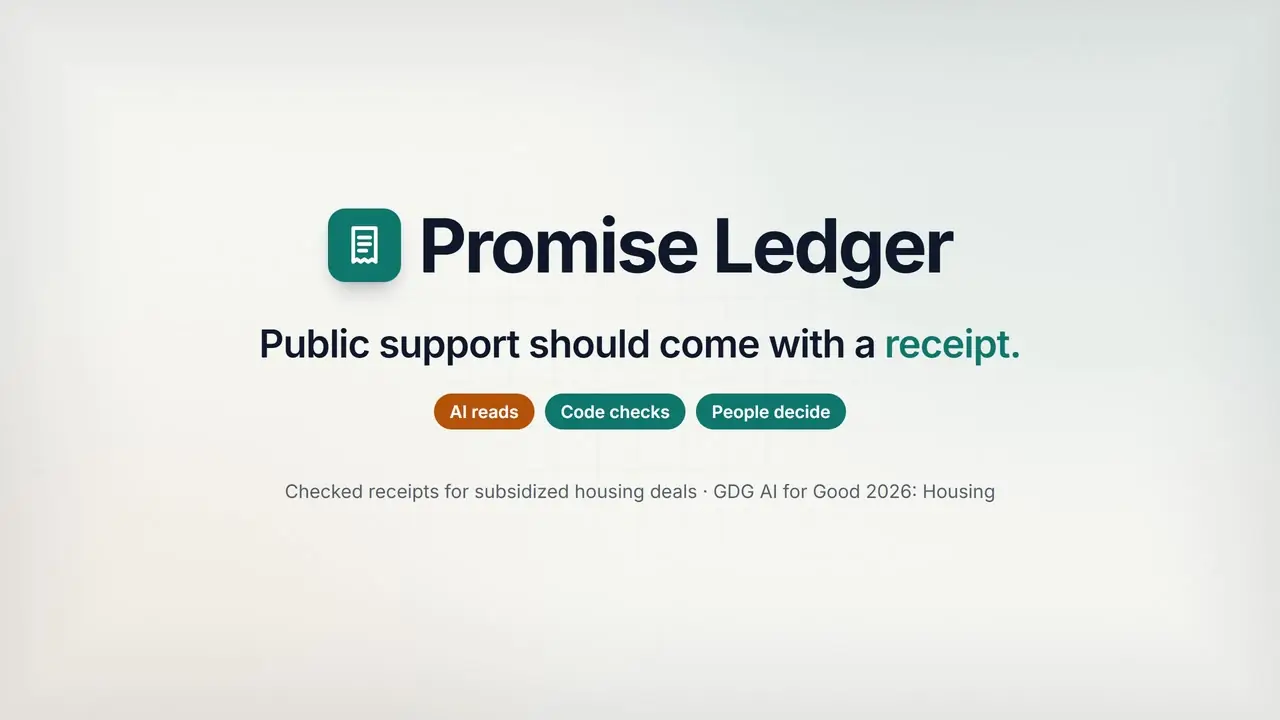 Promise Ledger
Public support should come with a receipt.
AI reads Code checks People decide
Checked receipts for subsidized housing deals · GDG AI for Good 2026: Housing